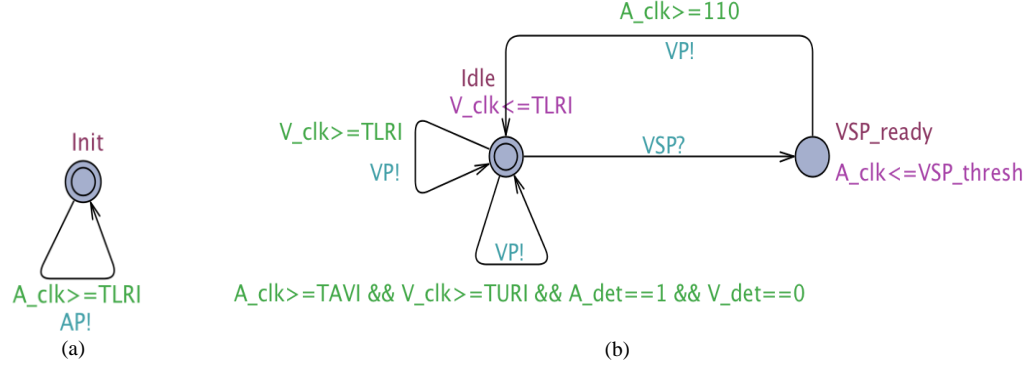 A_clk>=110
VP!
Idle
V_clk<=TLRI
V_clk>=TLRI
VP!
VSP?
VSP_ready
A_clk<=VSP_thresh
Init
VP!
A_clk>=TLRI
AP!
A_clk>=TAVI && V_clk>=TURI && A_det==1 && V_det==0
(a)
(b)